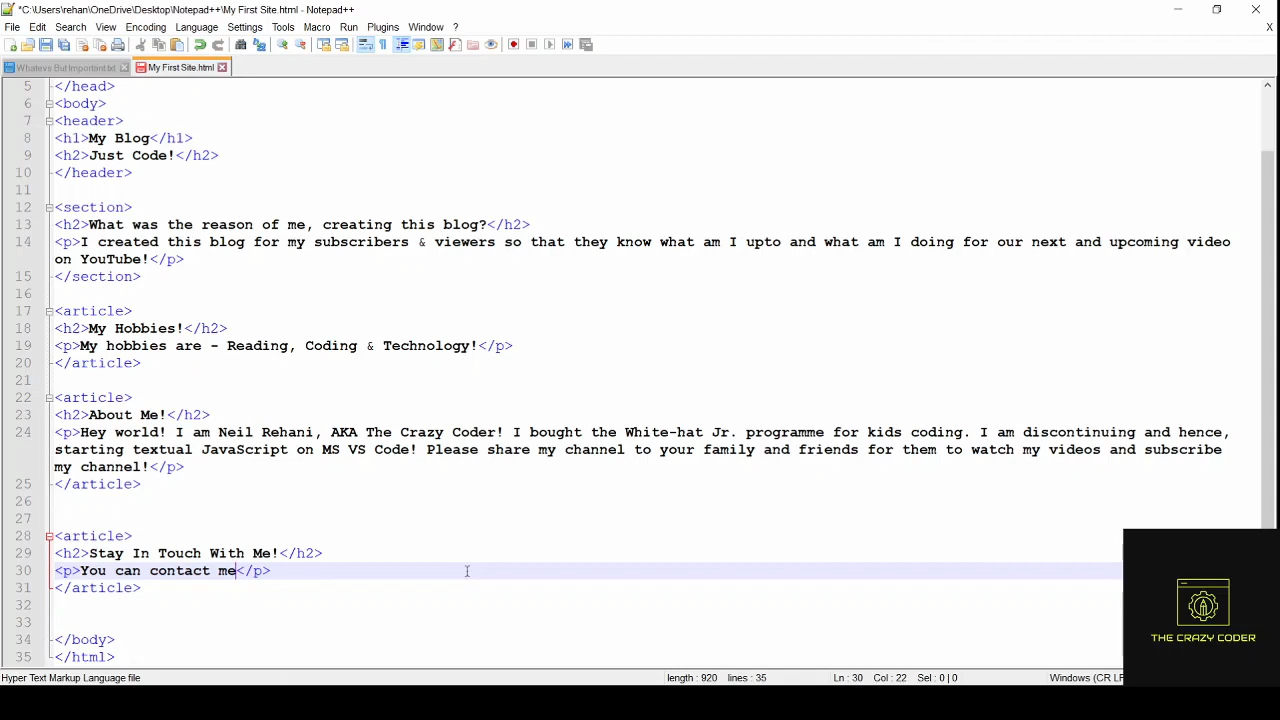 *C:\Users\rehan\OneDrive\Desktop\Notepad++\My First Site.html - Notepad++
File Edit Search View Encoding Language Settings Tools Macro Run Plugins Window ? X
Whatevs But Important.txt My First Site.html
5 </head>
6 <body>
7 <header>
8 <h1>My Blog</h1>
9 <h2>Just Code!</h2>
10 </header>
11
12 <section>
13 <h2>What was the reason of me, creating this blog?</h2>
14 <p>I created this blog for my subscribers & viewers so that they know what am I upto and what am I doing for our next and upcoming video
on YouTube!</p>
15 </section>
16
17 <article>
18 <h2>My Hobbies!</h2>
19 <p>My hobbies are - Reading, Coding & Technology!</p>
20 </article>
21
22 <article>
23 <h2>About Me!</h2>
24 <p>Hey world! I am Neil Rehani, AKA The Crazy Coder! I bought the White-hat Jr. programme for kids coding. I am discontinuing and hence,
starting textual JavaScript on MS VS Code! Please share my channel to your family and friends for them to watch my videos and subscribe
my channel!</p>
25 </article>
26
27
28 <article>
29 <h2>Stay In Touch With Me!</h2>
30 <p>You can contact me</p>
31 </article>
32
33
34 </body>
35 </html>
THE CRAZY CODER
Hyper Text Markup Language file length : 920 lines : 35 Ln : 30 Col : 22 Sel : 0 | 0 Windows (CR LF